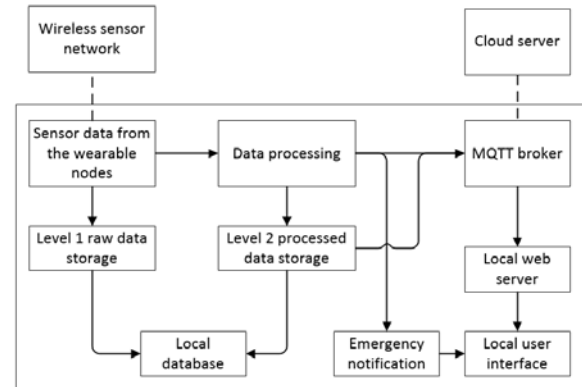 Wireless sensor
network
Cloud server
Sensor data from
the wearable
nodes
Data processing
MQTT broker
Level 1 raw data
storage
Level 2 processed
data storage
Local web
server
Local
database
Emergency
notification
Local user
interface